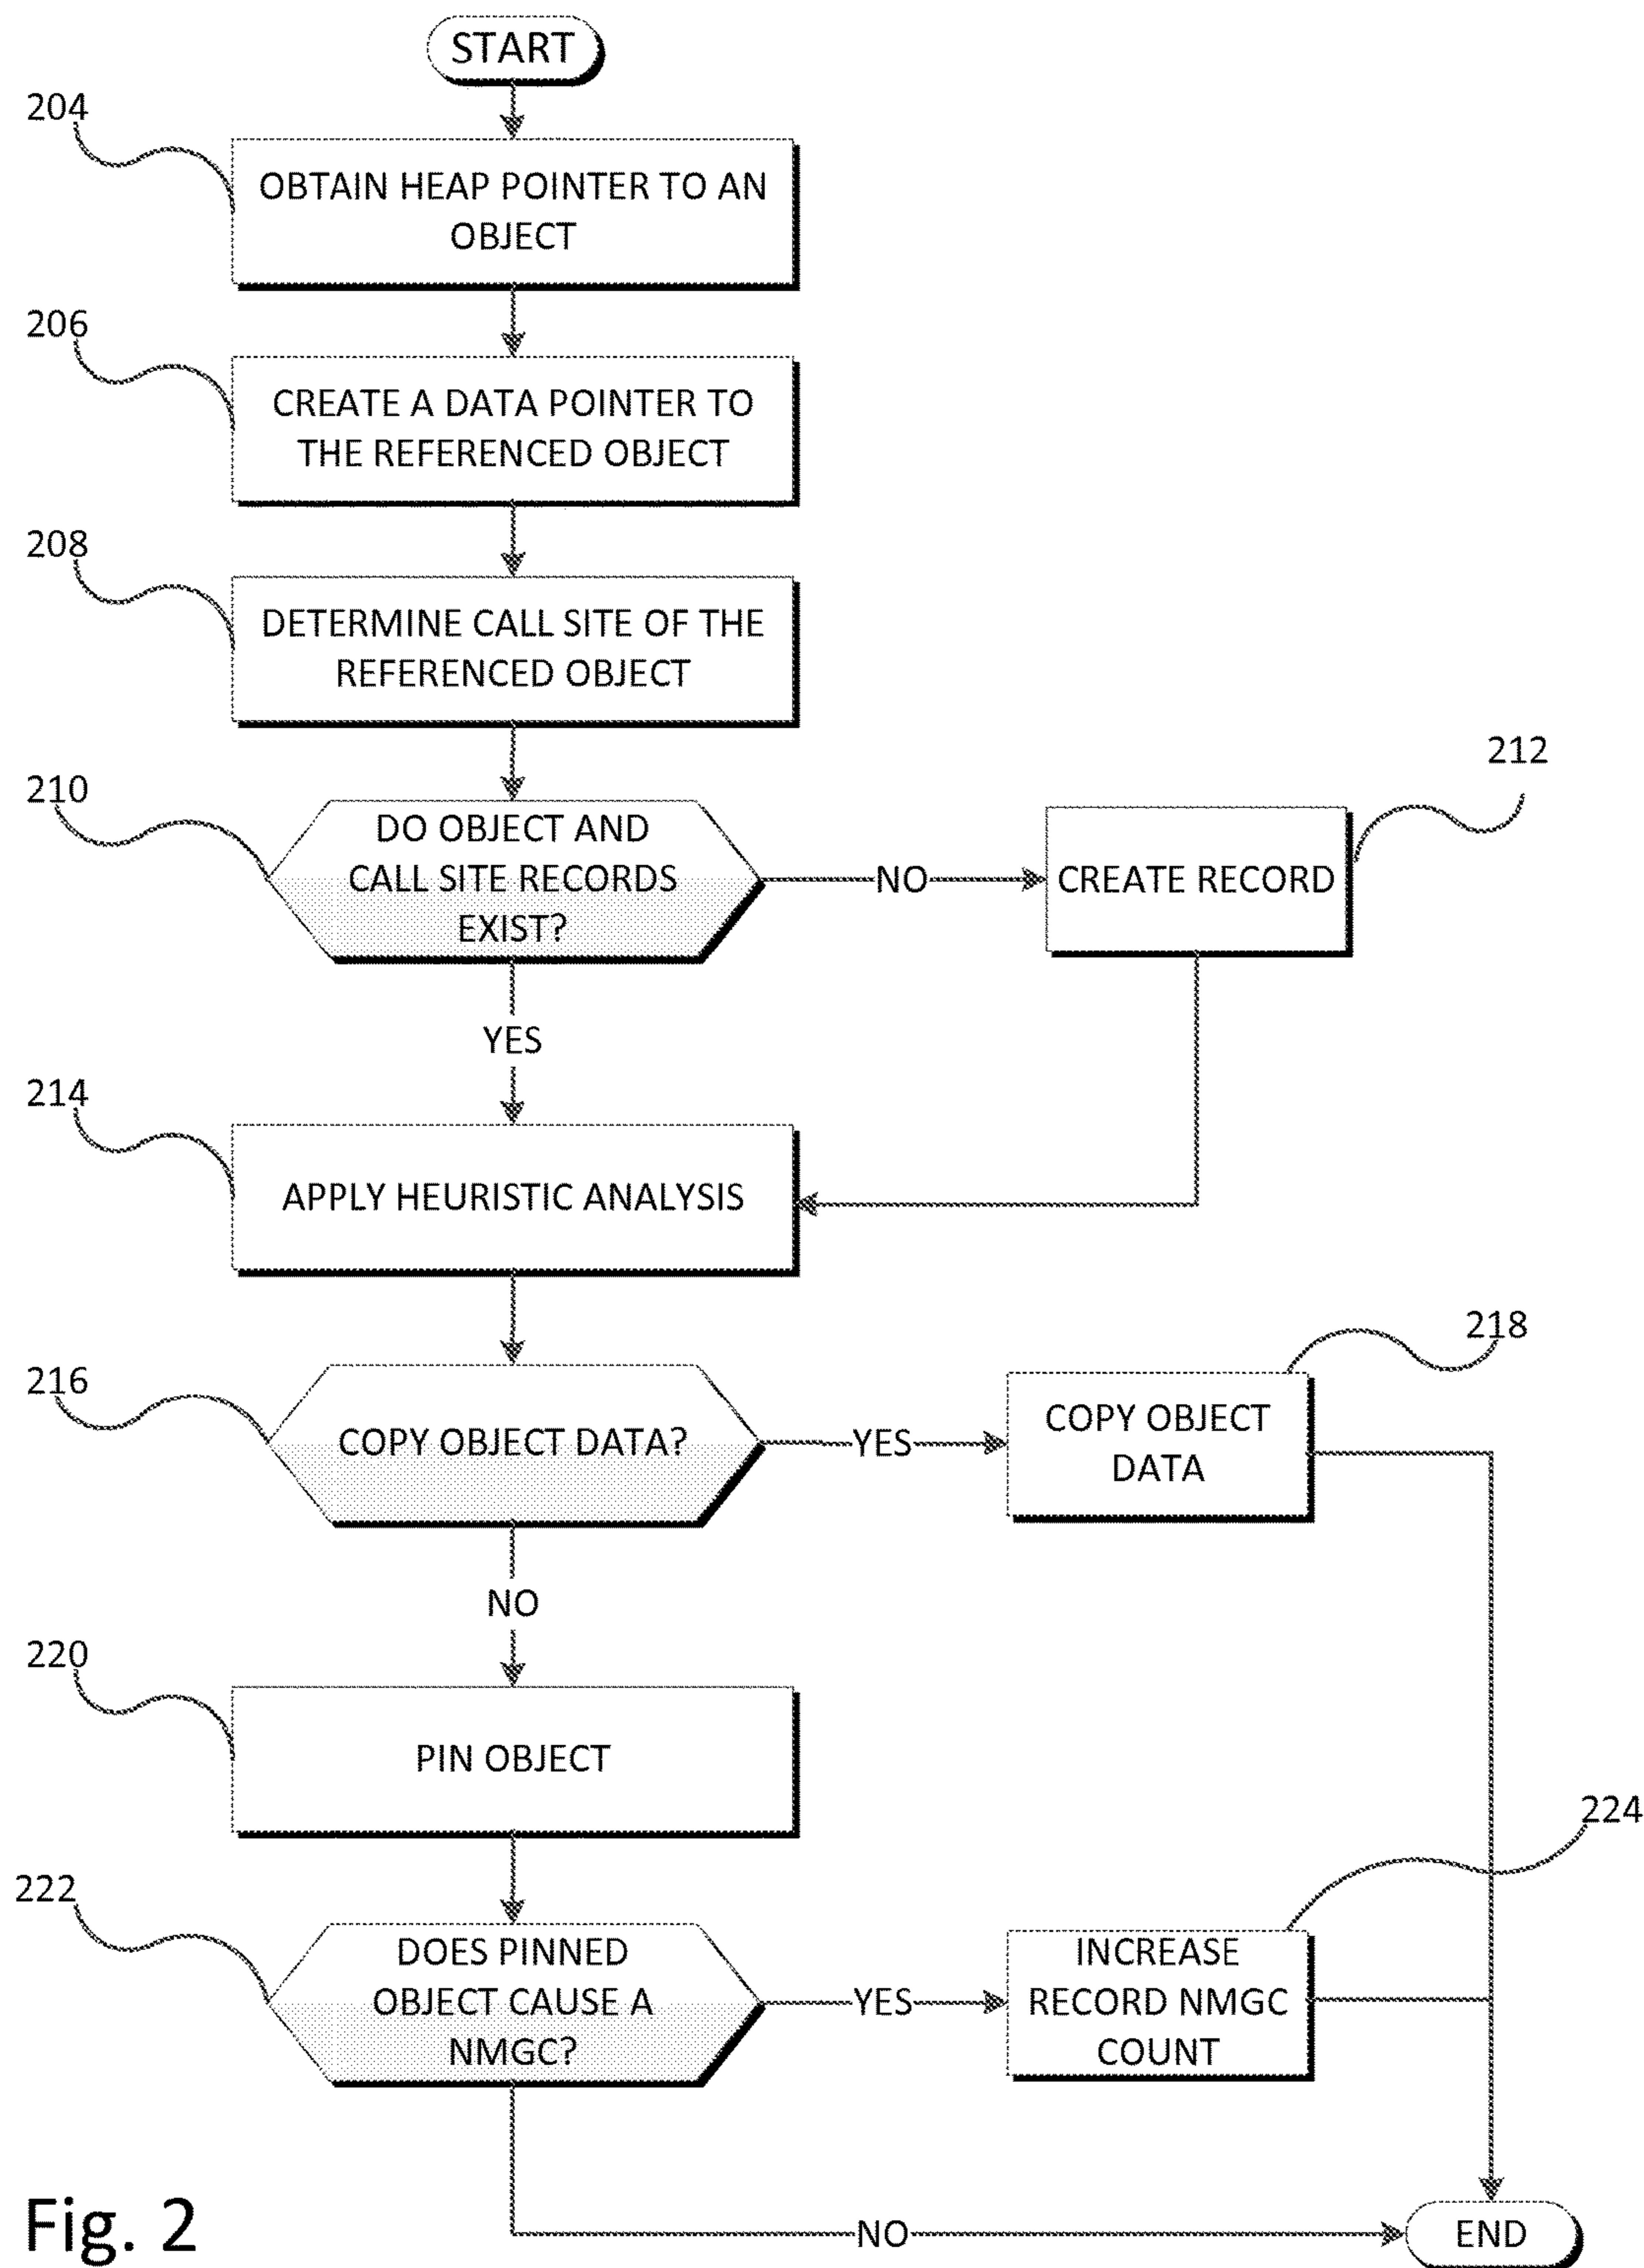 START
204
OBTAIN HEAP POINTER TO AN
OBJECT
206
CREATE A DATA POINTER TO
THE REFERENCED OBJECT
208
DETERMINE CALL SITE OF THE
REFERENCED OBJECT
210
DO OBJECT AND
CALL SITE RECORDS
EXIST?
NO
212
CREATE RECORD
YES
214
APPLY HEURISTIC ANALYSIS
216
COPY OBJECT DATA?
YES
218
COPY OBJECT
DATA
NO
220
PIN OBJECT
222
DOES PINNED
OBJECT CAUSE A
NMGC?
YES
224
INCREASE
RECORD NMGC
COUNT
NO
END
Fig. 2